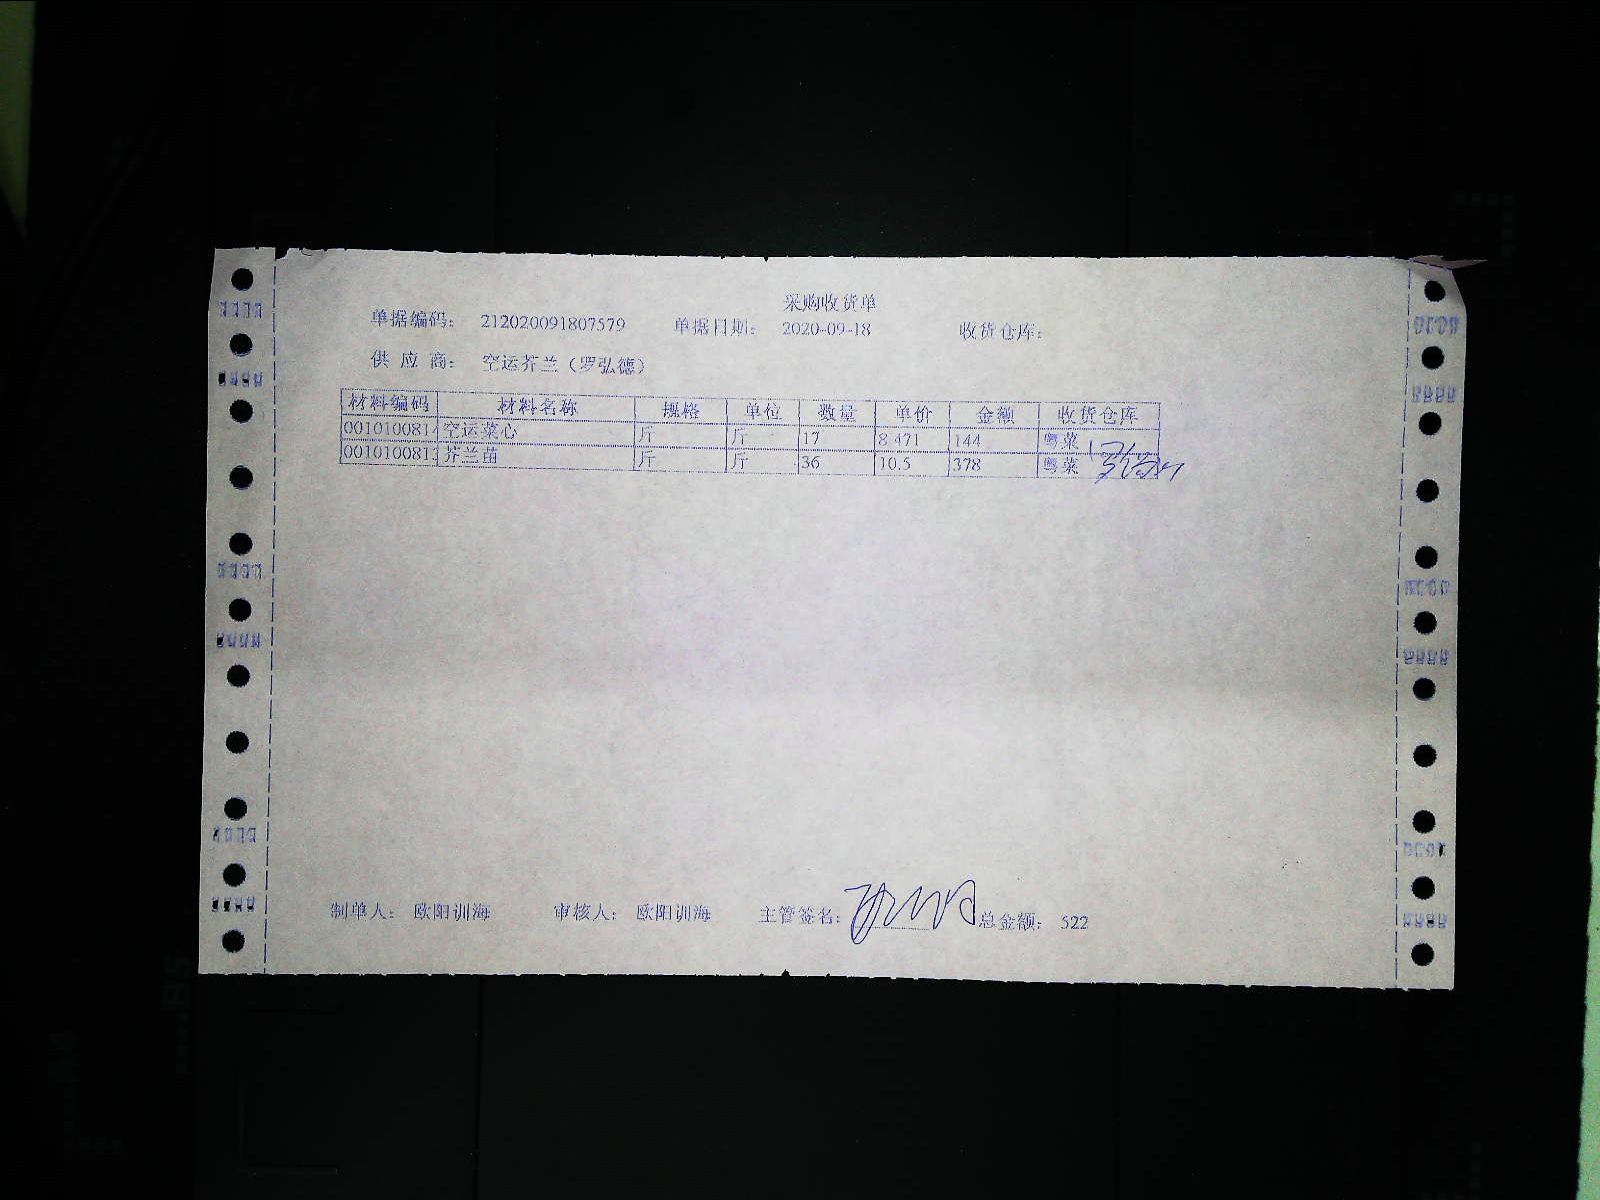 采购收货单
单据编码： 212020091807579 单据日期： 2020-09-18 收货仓库：
供 应 商： 空运芥兰（罗弘德）
材料编码 材料名称 规格 单位 数量 单价 金额 收货仓库
0010100814 空运菜心 斤 斤 17 8.471 144 粤菜
0010100813 芥兰苗 斤 斤 36 10.5 378 粤菜
制单人： 欧阳训海 审核人： 欧阳训海 主管签名： 总金额： 522